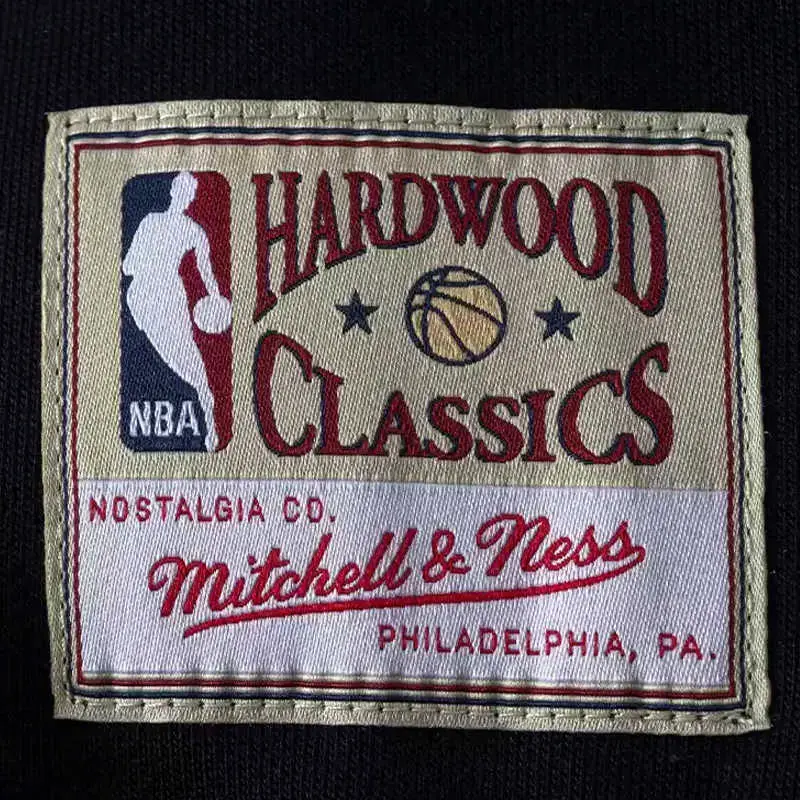 NBA
HARDWOOD
CLASSICS
NOSTALGIA CO.
Mitchell & Ness
PHILADELPHIA, PA.